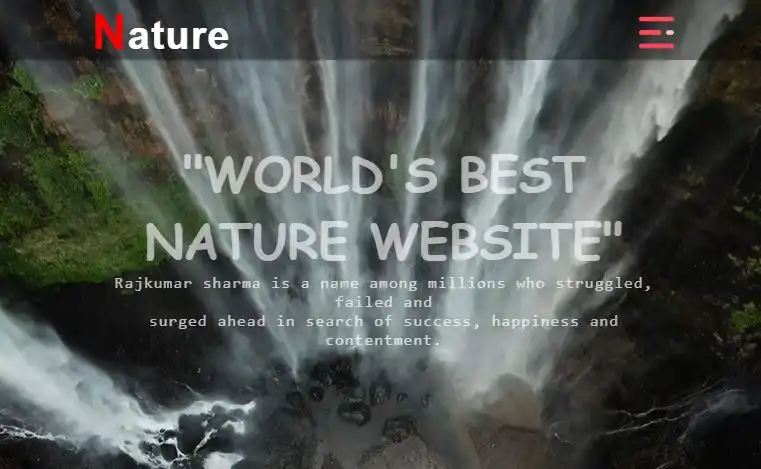 Nature
"WORLD'S BEST
NATURE WEBSITE"
Rajkumar sharma is a name among millions who struggled,
failed and
surged ahead in search of success, happiness and
contentment.